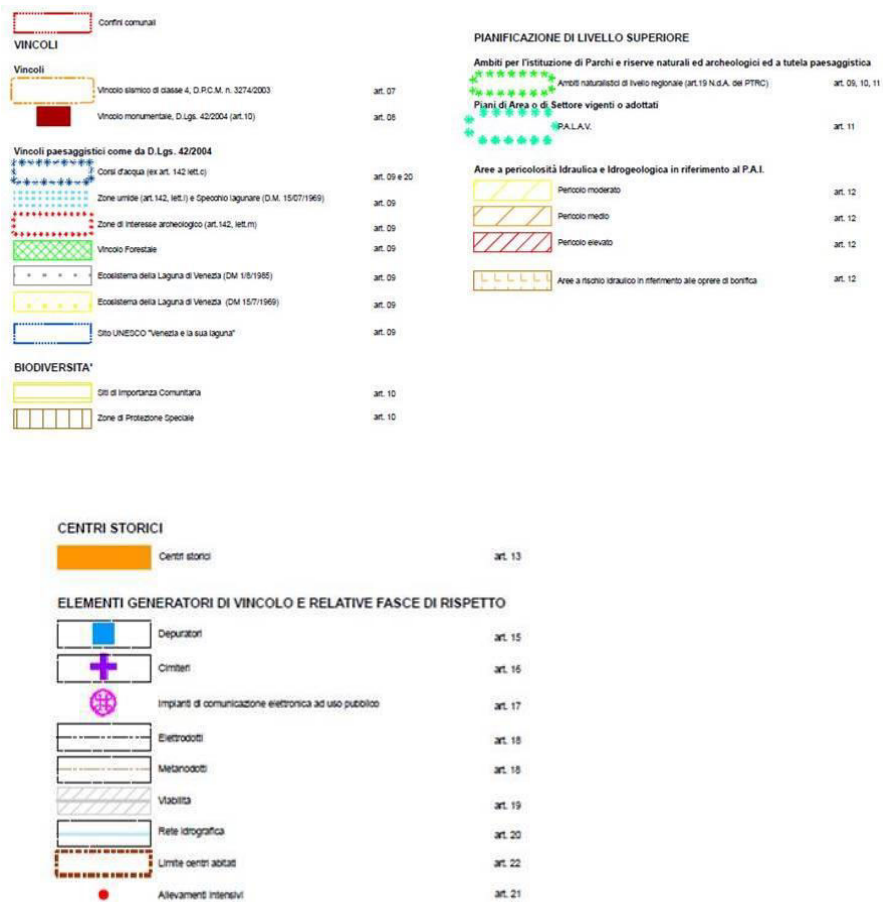 Confini comunali
VINCOLI
Vincoli
Vincolo sismico di classe 4, D.P.C.M. n. 3274/2003 art. 07
Vincolo monumentale, D.Lgs. 42/2004 (art.10) art. 08
Vincoli paesaggistici come da D.Lgs. 42/2004
Corsi d'acqua (ex art. 142 lett.c) art. 09 e 20
Zone umide (art.142, lett.i) e Specchio lagunare (D.M. 15/07/1969) art. 09
Zone di interesse archeologico (art.142, lett.m) art. 09
Vincolo Forestale art. 09
Ecosistema della Laguna di Venezia (DM 1/8/1985) art. 09
Ecosistema della Laguna di Venezia (DM 15/7/1969) art. 09
Sito UNESCO "Venezia e la sua laguna" art. 09
BIODIVERSITA'
Siti di Importanza Comunitaria art. 10
Zone di Protezione Speciale art. 10
PIANIFICAZIONE DI LIVELLO SUPERIORE
Ambiti per l'istituzione di Parchi e riserve naturali ed archeologici ed a tutela paesaggistica
Ambiti naturalistici di livello regionale (art.19 N.d.A. del PTRC) art. 09, 10, 11
Piani di Area o di Settore vigenti o adottati
P.A.L.A.V. art. 11
Aree a pericolosità Idraulica e Idrogeologica in riferimento al P.A.I.
Pericolo moderato art. 12
Pericolo medio art. 12
Pericolo elevato art. 12
Aree a rischio idraulico in riferimento alle oprere di bonifica art. 12
CENTRI STORICI
Centri storici art. 13
ELEMENTI GENERATORI DI VINCOLO E RELATIVE FASCE DI RISPETTO
Depuratori art. 15
Cimiteri art. 16
Impianti di comunicazione elettronica ad uso pubblico art. 17
Elettrodotti art. 18
Metanodotti art. 18
Viabilità art. 19
Rete idrografica art. 20
Limite centri abitati art. 22
Allevamenti intensivi art. 21